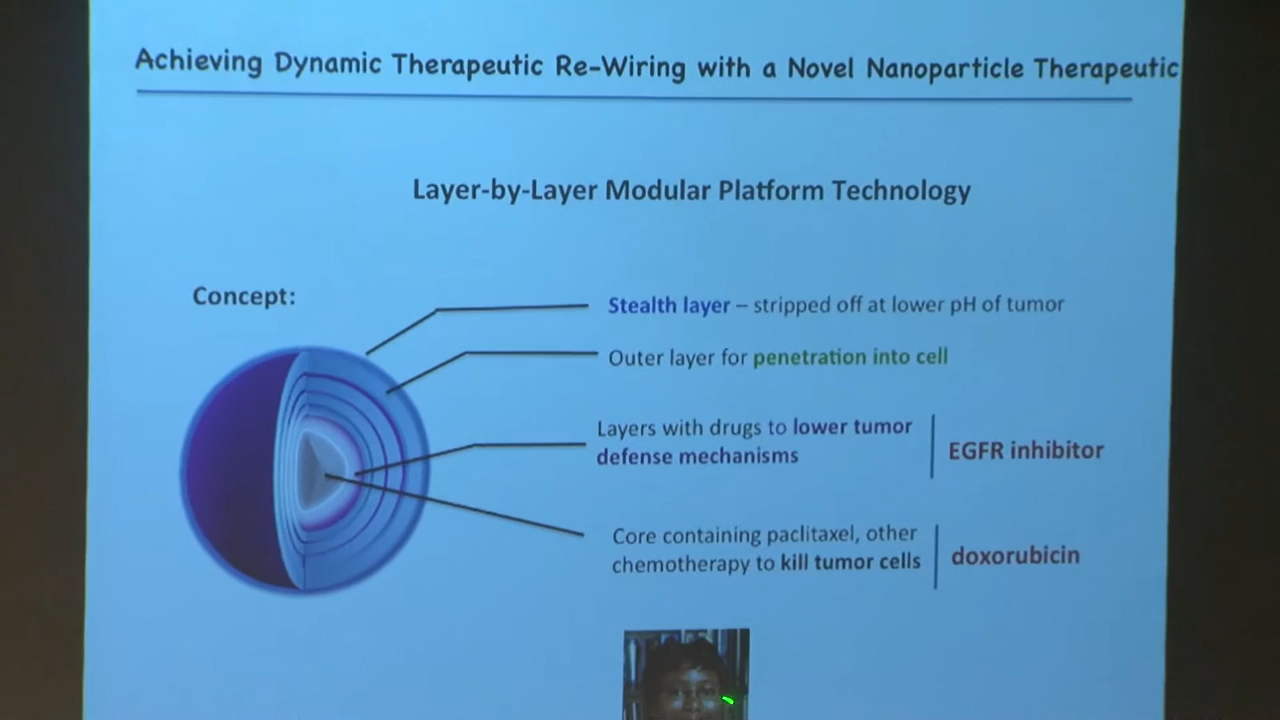 Achieving Dynamic Therapeutic Re-Wiring with a Novel Nanoparticle Therapeutic
Layer-by-Layer Modular Platform Technology
Concept:
Stealth layer – stripped off at lower pH of tumor
Outer layer for penetration into cell
Layers with drugs to lower tumor
defense mechanisms
EGFR inhibitor
Core containing paclitaxel, other
chemotherapy to kill tumor cells
doxorubicin